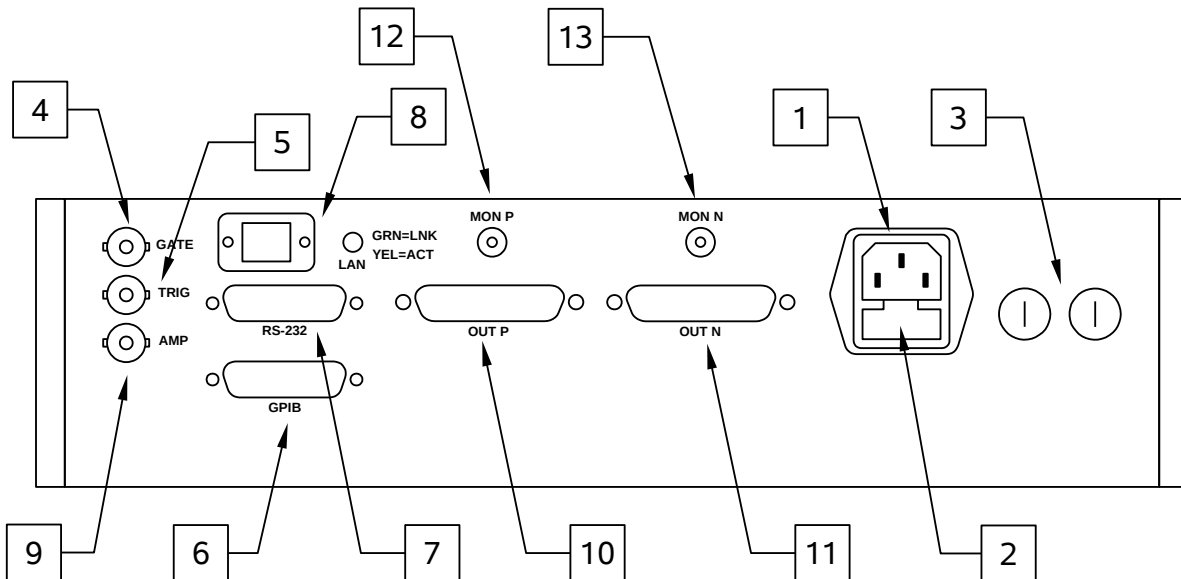 12
13
4
8
1
3
5
MON P
MON N
GATE
GRN=LNK
YEL=ACT
LAN
TRIG
RS-232
OUT P
OUT N
AMP
GPIB
9
6
7
10
11
2